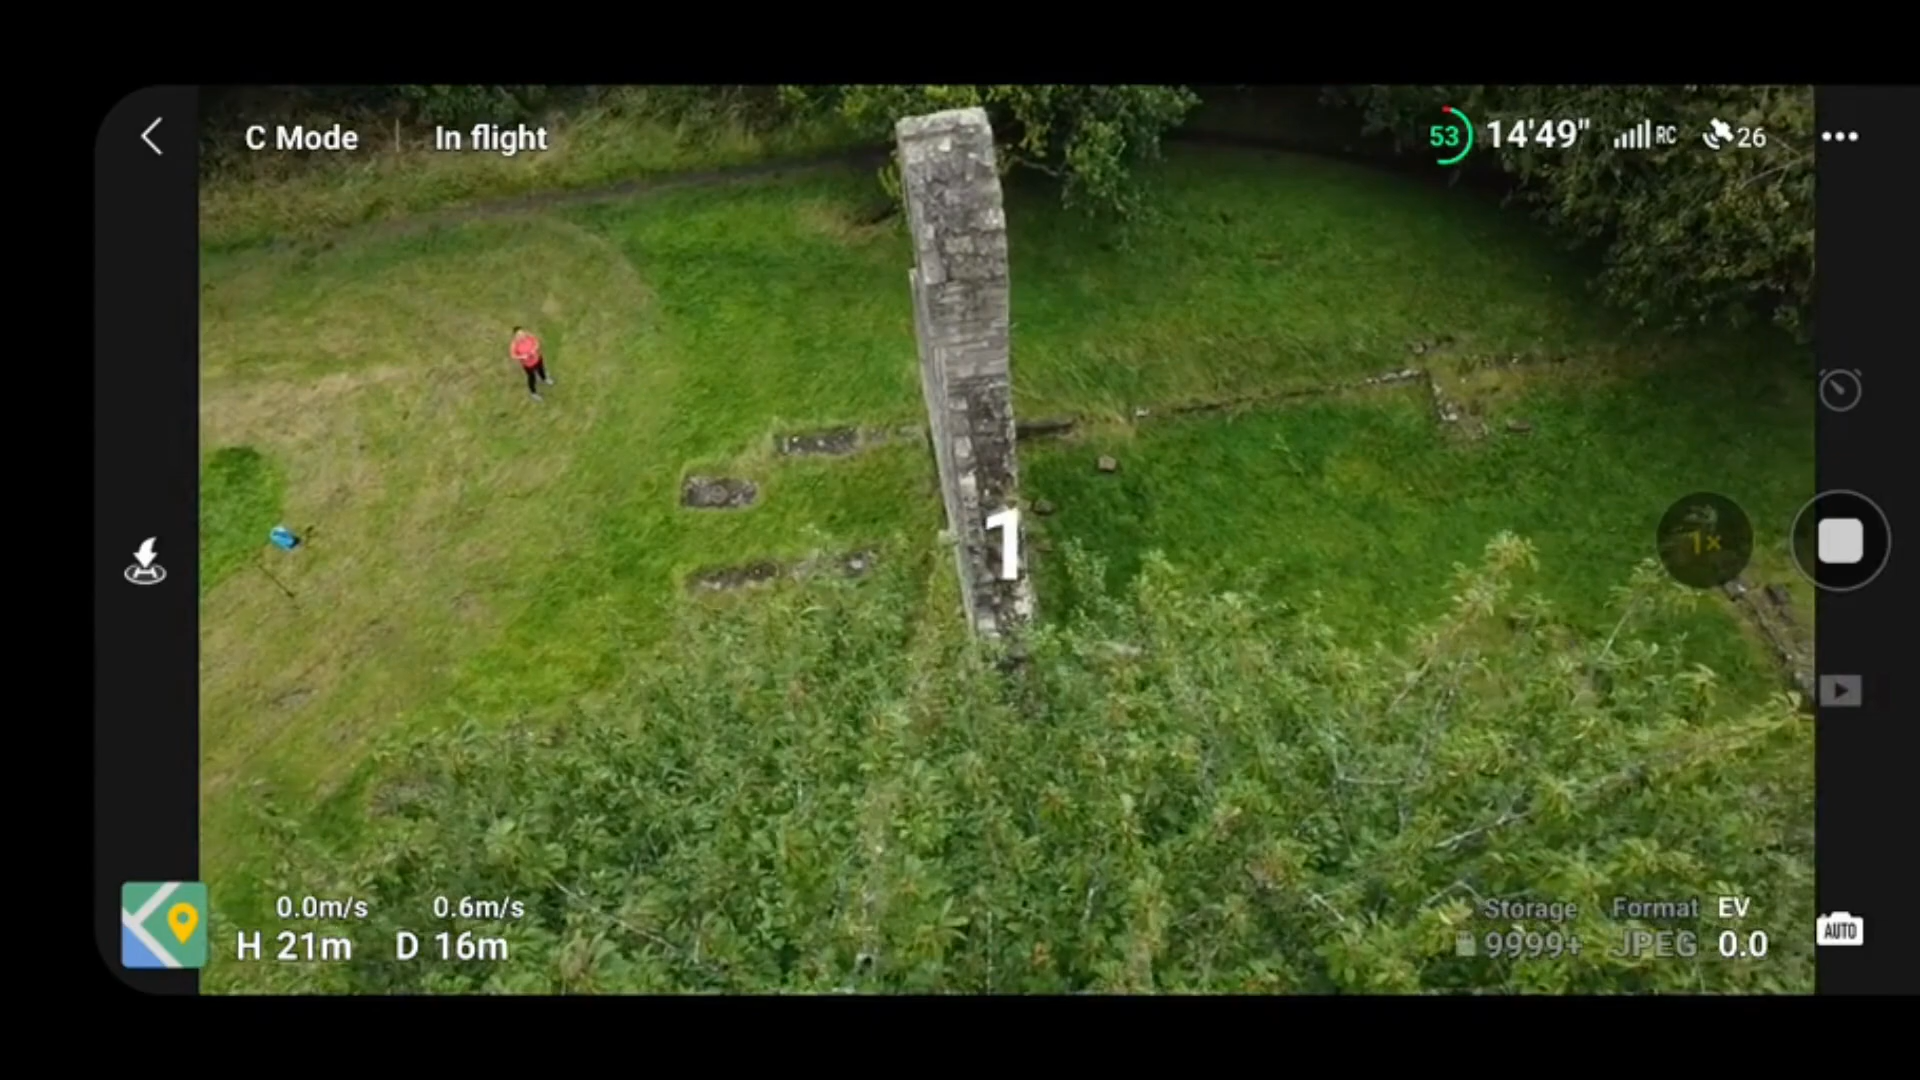 C Mode | In flight
53 14'49" RC 26
1
1×
0.0m/s 0.6m/s
H 21m D 16m
Storage Format EV
9999+ JPEG 0.0
AUTO